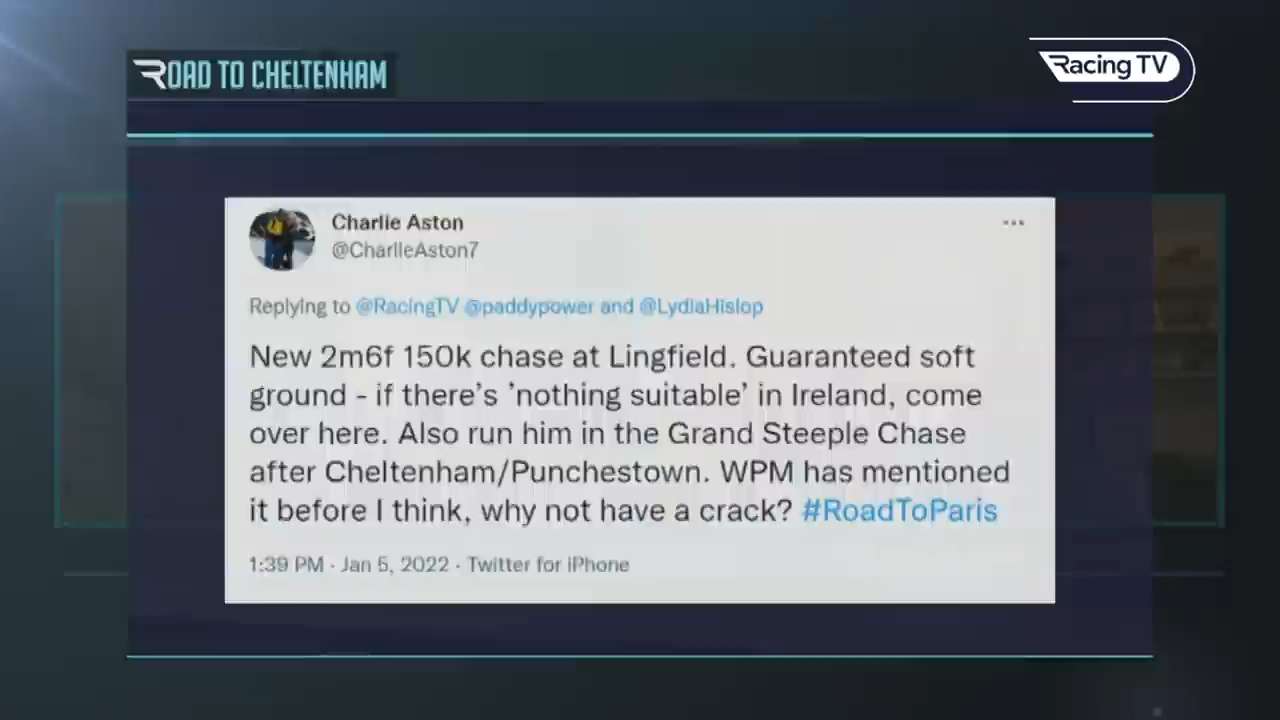 ROAD TO CHELTENHAM
Racing TV
Charlie Aston
@CharlieAston7
Replying to @RacingTV @paddypower and @LydiaHislop
New 2m6f 150k chase at Lingfield. Guaranteed soft
ground - if there's 'nothing suitable' in Ireland, come
over here. Also run him in the Grand Steeple Chase
after Cheltenham/Punchestown. WPM has mentioned
it before I think, why not have a crack? #RoadToParis
1:39 PM · Jan 5, 2022 · Twitter for iPhone